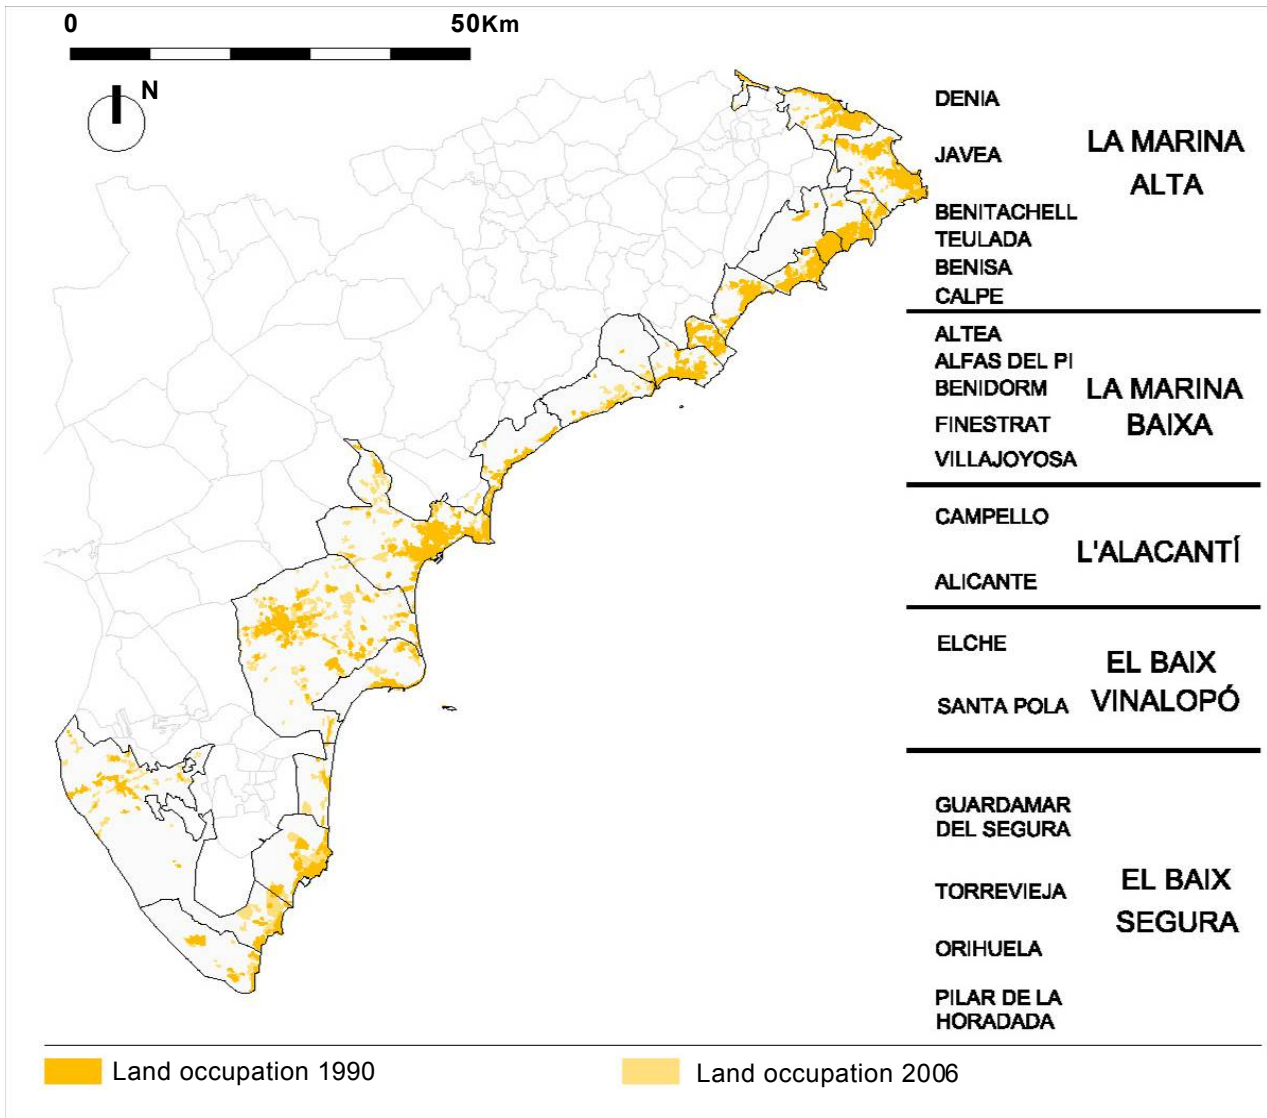 0 50Km
N
DENIA
JAVEA
LA MARINA
ALTA
BENITACHELL
TEULADA
BENISA
CALPE
ALTEA
ALFAS DEL PI
BENIDORM
FINESTRAT
VILLAJOYOSA
LA MARINA
BAIXA
CAMPELLO
ALICANTE
L'ALACANTÍ
ELCHE
SANTA POLA
EL BAIX
VINALOPÓ
GUARDAMAR
DEL SEGURA
TORREVIEJA
ORIHUELA
PILAR DE LA
HORADADA
EL BAIX
SEGURA
Land occupation 1990
Land occupation 2006